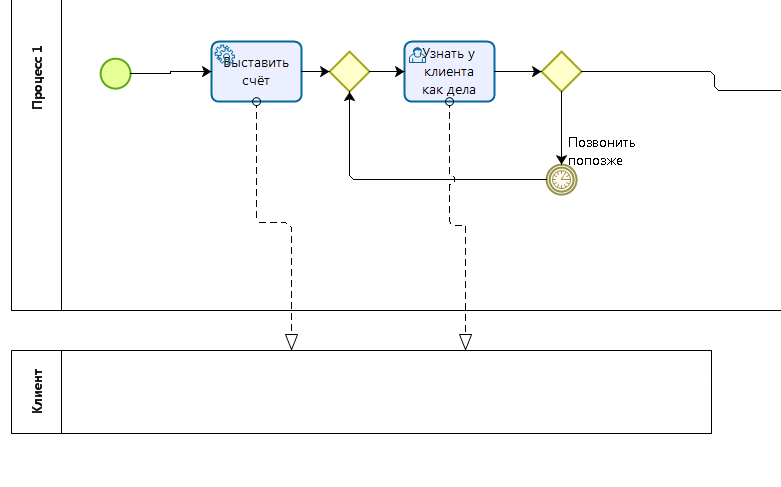 Процесс 1
Выставить
счёт
Узнать у
клиента
как дела
Позвонить
попозже
Клиент